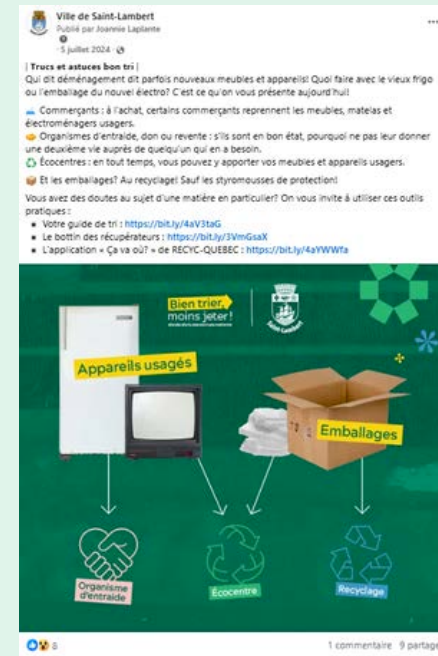 Ville de Saint-Lambert
Publié par Joannie Laplante
· 5 juillet 2024 ·
| Trucs et astuces bon tri |
Qui dit déménagement dit parfois nouveaux meubles et appareils! Quoi faire avec le vieux frigo
ou l'emballage du nouvel électro? C'est ce qu'on vous présente aujourd'hui!
🛋️ Commerçants : à l'achat, certains commerçants reprennent les meubles, matelas et
électroménagers usagers.
🤝 Organismes d'entraide, don ou revente : s'ils sont en bon état, pourquoi ne pas leur donner
une deuxième vie auprès de quelqu'un qui en a besoin.
♻️ Écocentres : en tout temps, vous pouvez y apporter vos meubles et appareils usagers.
📦 Et les emballages? Au recyclage! Sauf les styromousses de protection!
Vous avez des doutes au sujet d'une matière en particulier? On vous invite à utiliser ces outils
pratiques :
• Votre guide de tri : https://bit.ly/4aV3taG
• Le bottin des récupérateurs : https://bit.ly/3VmGsaX
• L'application « Ça va où? » de RECYC-QUEBEC : https://bit.ly/4aYWWfa
Bien trier,
moins jeter!
Saint-Lambert
Appareils usagés
Emballages
Organisme
d'entraide
Écocentre
Recyclage
8
1 commentaire 9 partages